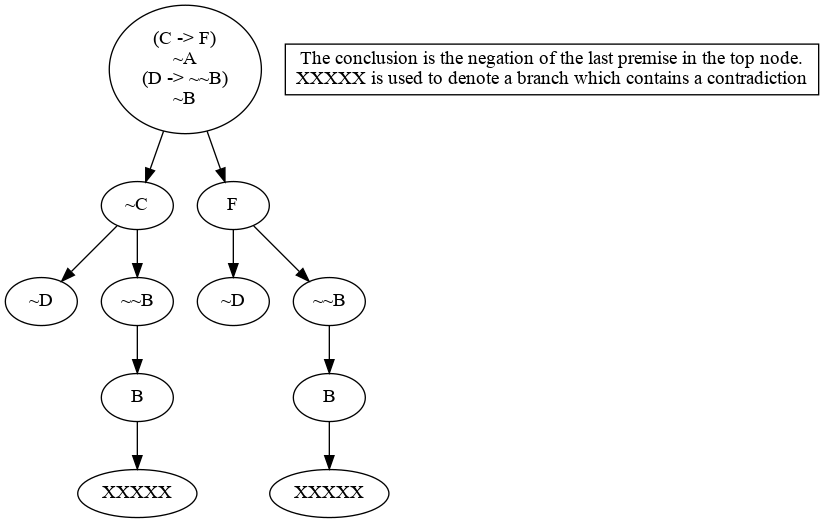 (C -> F)
~A
(D -> ~~B)
~B
The conclusion is the negation of the last premise in the top node.
XXXXX is used to denote a branch which contains a contradiction
~C
F
~D
~~B
~D
~~B
B
B
XXXXX
XXXXX